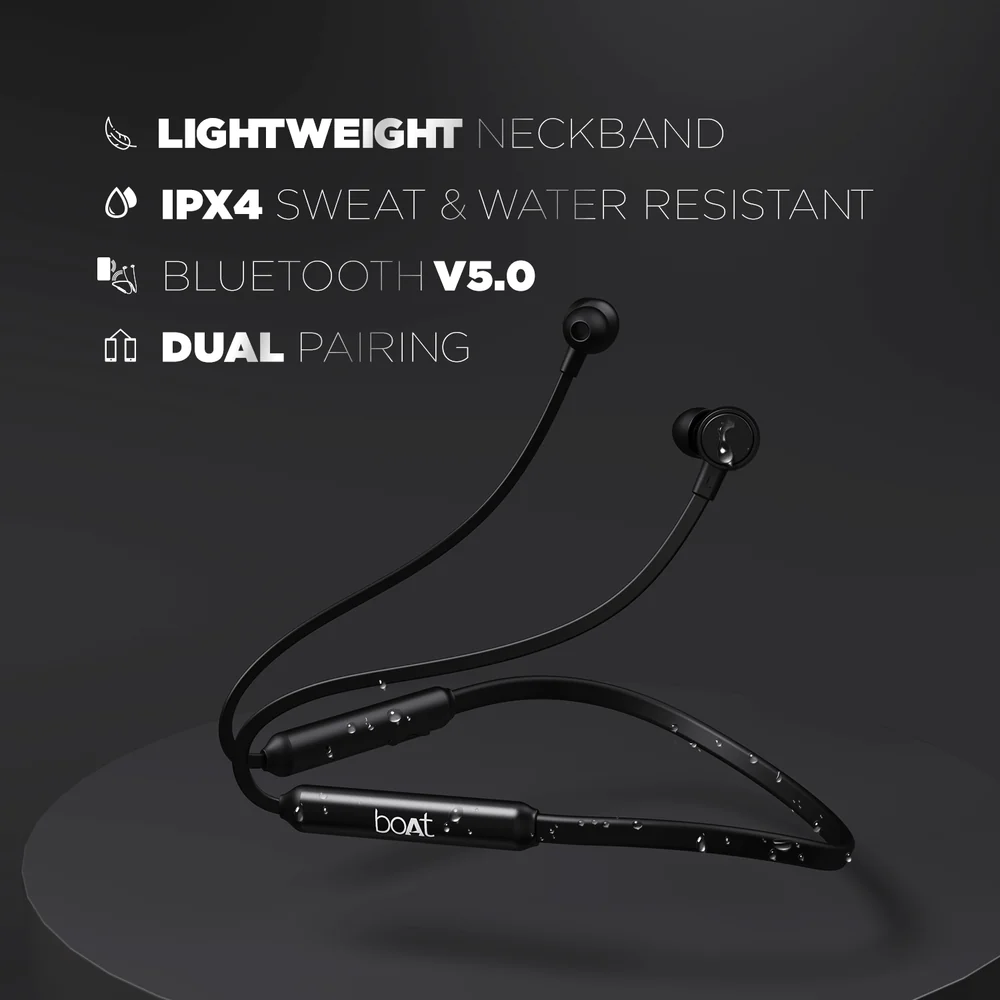 LIGHTWEIGHT NECKBAND
IPX4 SWEAT & WATER RESISTANT
BLUETOOTH V5.0
DUAL PAIRING
boAt